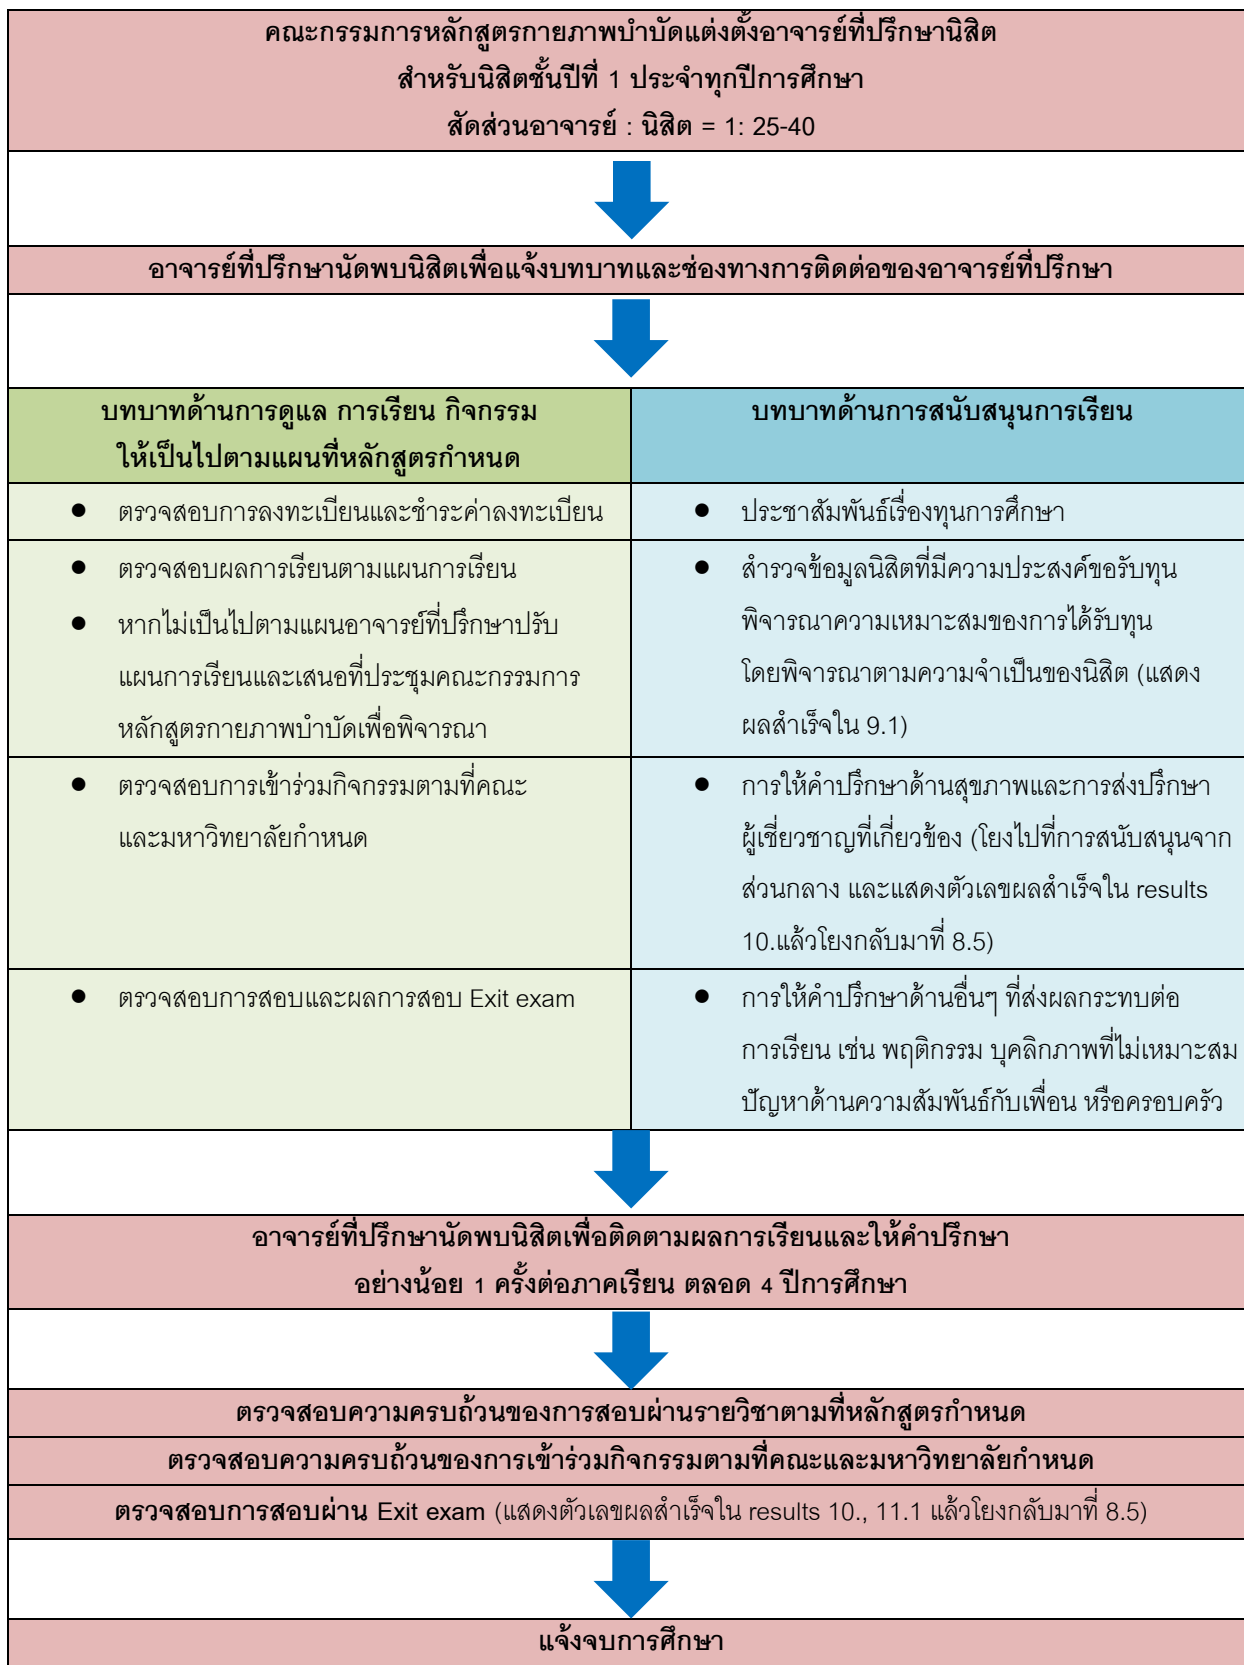 คณะกรรมการหลักสูตรกายภาพบำบัดแต่งตั้งอาจารย์ที่ปรึกษานิสิต
สำหรับนิสิตชั้นปีที่ 1 ประจำทุกปีการศึกษา
สัดส่วนอาจารย์ : นิสิต = 1: 25-40
อาจารย์ที่ปรึกษานัดพบนิสิตเพื่อแจ้งบทบาทและช่องทางการติดต่อของอาจารย์ที่ปรึกษา
บทบาทด้านการดูแล การเรียน กิจกรรม
ให้เป็นไปตามแผนที่หลักสูตรกำหนด
บทบาทด้านการสนับสนุนการเรียน
● ตรวจสอบการลงทะเบียนและชำระค่าลงทะเบียน
● ประชาสัมพันธ์เรื่องทุนการศึกษา
● ตรวจสอบผลการเรียนตามแผนการเรียน
● หากไม่เป็นไปตามแผนอาจารย์ที่ปรึกษาปรับ
แผนการเรียนและเสนอที่ประชุมคณะกรรมการ
หลักสูตรกายภาพบำบัดเพื่อพิจารณา
● สำรวจข้อมูลนิสิตที่มีความประสงค์ขอรับทุน
พิจารณาความเหมาะสมของการได้รับทุน
โดยพิจารณาตามความจำเป็นของนิสิต (แสดง
ผลสำเร็จใน 9.1)
● ตรวจสอบการเข้าร่วมกิจกรรมตามที่คณะ
และมหาวิทยาลัยกำหนด
● การให้คำปรึกษาด้านสุขภาพและการส่งปรึกษา
ผู้เชี่ยวชาญที่เกี่ยวข้อง (โยงไปที่การสนับสนุนจาก
ส่วนกลาง และแสดงตัวเลขผลสำเร็จใน results
10.แล้วโยงกลับมาที่ 8.5)
● ตรวจสอบการสอบและผลการสอบ Exit exam
● การให้คำปรึกษาด้านอื่นๆ ที่ส่งผลกระทบต่อ
การเรียน เช่น พฤติกรรม บุคลิกภาพที่ไม่เหมาะสม
ปัญหาด้านความสัมพันธ์กับเพื่อน หรือครอบครัว
อาจารย์ที่ปรึกษานัดพบนิสิตเพื่อติดตามผลการเรียนและให้คำปรึกษา
อย่างน้อย 1 ครั้งต่อภาคเรียน ตลอด 4 ปีการศึกษา
ตรวจสอบความครบถ้วนของการสอบผ่านรายวิชาตามที่หลักสูตรกำหนด
ตรวจสอบความครบถ้วนของการเข้าร่วมกิจกรรมตามที่คณะและมหาวิทยาลัยกำหนด
ตรวจสอบการสอบผ่าน Exit exam (แสดงตัวเลขผลสำเร็จใน results 10., 11.1 แล้วโยงกลับมาที่ 8.5)
แจ้งจบการศึกษา